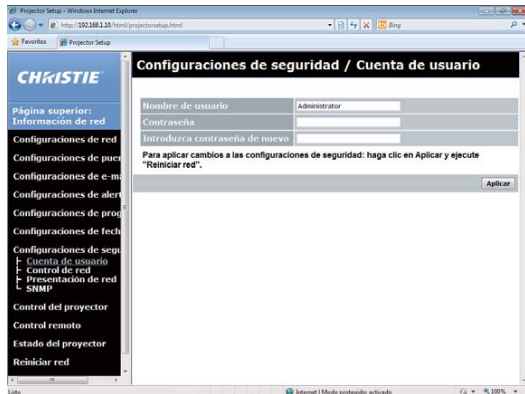 Projector Setup - Windows Internet Explorer
http://192.168.1.10/html/projectorsetup.html
Bing
Favoritos
Projector Setup
CHRISTIE
Configuraciones de seguridad / Cuenta de usuario
Página superior:
Información de red
Nombre de usuario Administrator
Contraseña
Introduzca contraseña de nuevo
Para aplicar cambios a las configuraciones de seguridad: haga clic en Aplicar y ejecute
"Reiniciar red".
Aplicar
Configuraciones de red
Configuraciones de puer
Configuraciones de e-ma
Configuraciones de alert
Configuraciones de prog
Configuraciones de fech
Configuraciones de segu
Cuenta de usuario
Control de red
Presentación de red
SNMP
Control del proyector
Control remoto
Estado del proyector
Reiniciar red
Listo
Internet | Modo protegido: activado
100%